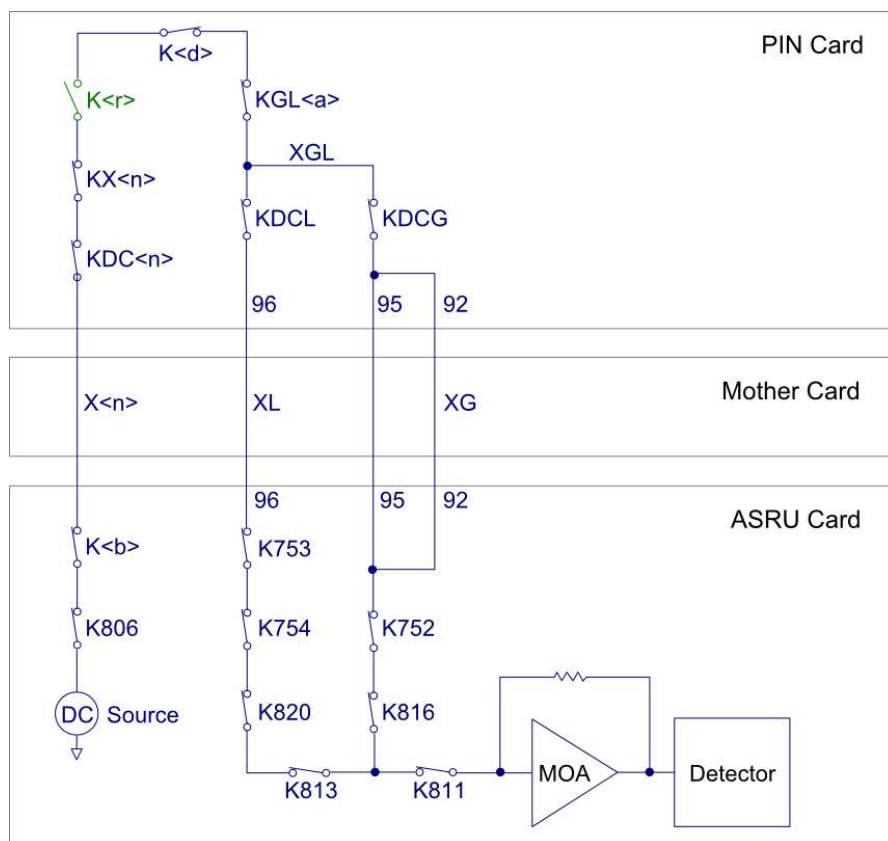 PIN Card
K<d>
K<r>
KGL<a>
XGL
KX<n>
KDCL
KDCG
KDC<n>
96
95
92
Mother Card
X<n>
XL
XG
96
95
92
ASRU Card
K<b>
K753
K806
K754
K752
DC
Source
K820
K816
K813
K811
MOA
Detector